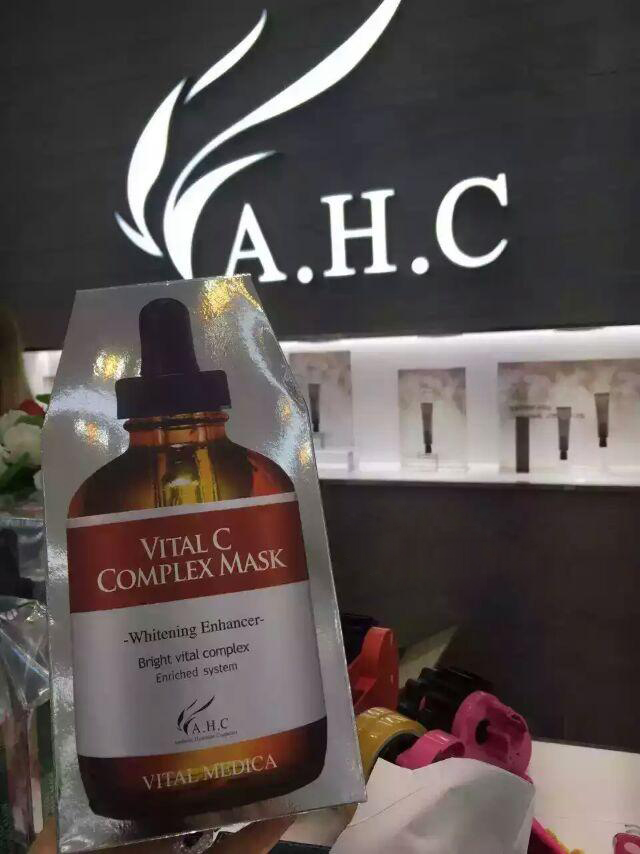 A.H.C
VITAL C
COMPLEX MASK
-Whitening Enhancer-
Bright vital complex
Enriched system
A.H.C
VITAL MEDICA